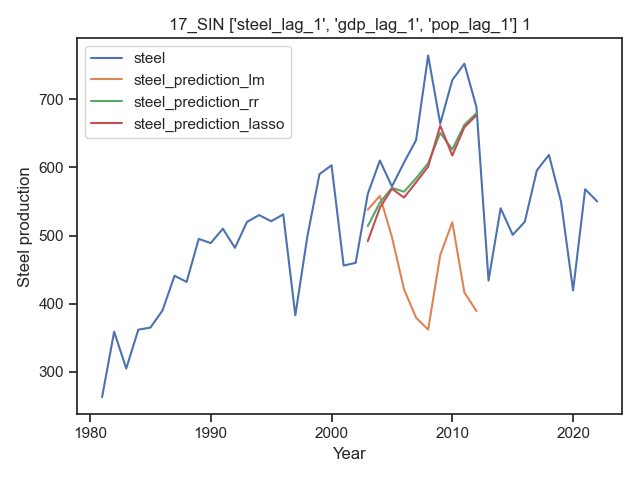 17_SIN ['steel_lag_1', 'gdp_lag_1', 'pop_lag_1'] 1
steel
steel_prediction_lm
steel_prediction_rr
steel_prediction_lasso
Steel production
700
600
500
400
300
1980
1990
2000
2010
2020
Year